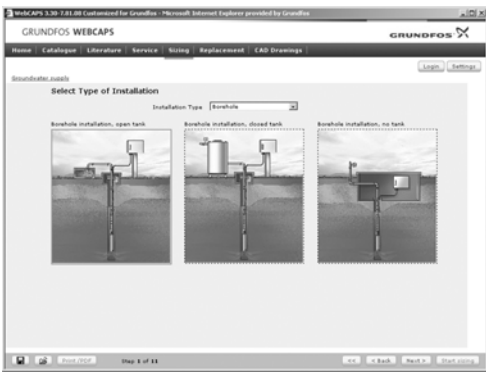 WebCAPS 3.30-7.01.08 Customized for Grundfos - Microsoft Internet Explorer provided by Grundfos
GRUNDFOS WEBCAPS
GRUNDFOS
Home Catalogue Literature Service Sizing Replacement CAD Drawings
Login Settings
Groundwater supply
Select Type of Installation
Installation Type Borehole
Borehole installation, open tank Borehole installation, closed tank Borehole installation, no tank
Print/PDF Step 1 of 11 << < Back Next > Start sizing